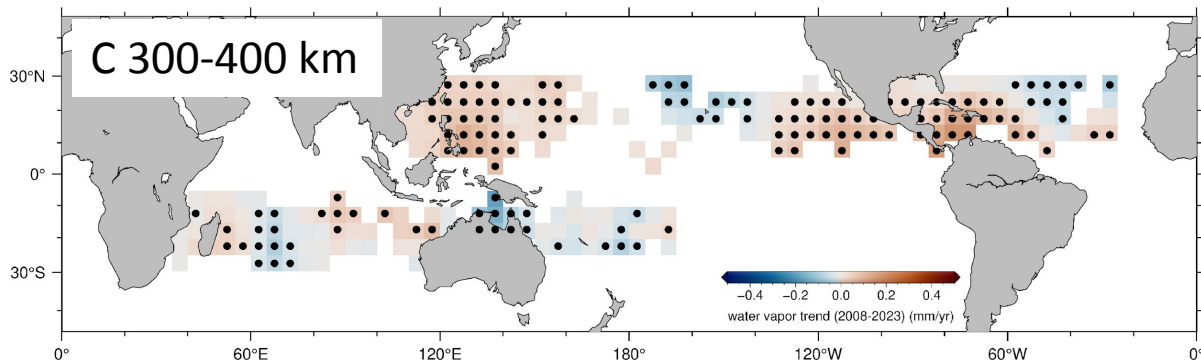 C 300-400 km
30°N
0°
30°S
−0.4 −0.2 0.0 0.2 0.4
water vapor trend (2008-2023) (mm/yr)
0° 60°E 120°E 180° 120°W 60°W 0°